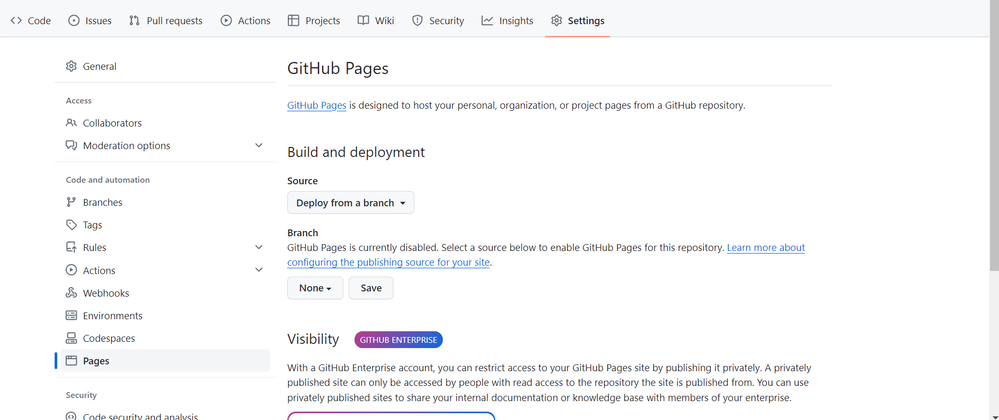 Code Issues Pull requests Actions Projects Wiki Security Insights Settings
General
Access
Collaborators
Moderation options
Code and automation
Branches
Tags
Rules
Actions
Webhooks
Environments
Codespaces
Pages
Security
Code security and analysis
GitHub Pages
GitHub Pages is designed to host your personal, organization, or project pages from a GitHub repository.
Build and deployment
Source
Deploy from a branch
Branch
GitHub Pages is currently disabled. Select a source below to enable GitHub Pages for this repository. Learn more about
configuring the publishing source for your site.
None Save
Visibility GITHUB ENTERPRISE
With a GitHub Enterprise account, you can restrict access to your GitHub Pages site by publishing it privately. A privately
published site can only be accessed by people with read access to the repository the site is published from. You can use
privately published sites to share your internal documentation or knowledge base with members of your enterprise.